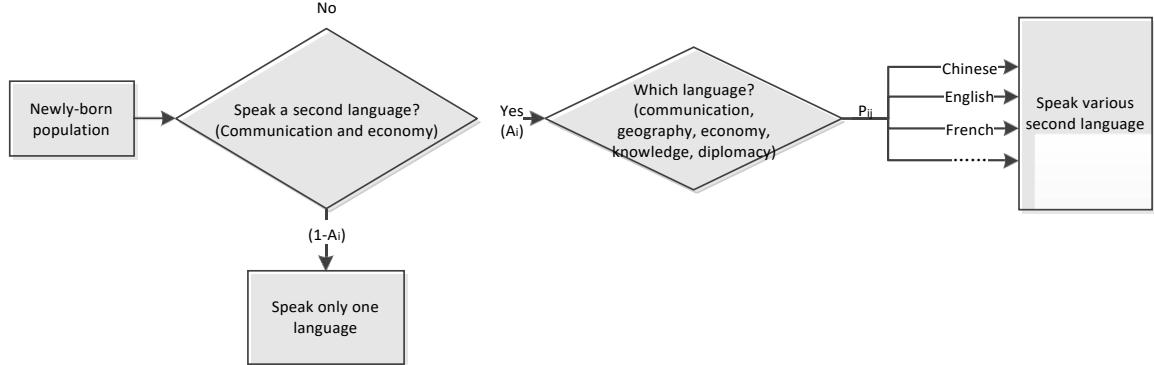 No
Newly-born
population
Speak a second language?
(Communication and economy)
Yes
(Ai)
Which language?
(communication,
geography, economy,
knowledge, diplomacy)
Pij
Chinese
English
French
......
Speak various
second language
(1-Ai)
Speak only one
language